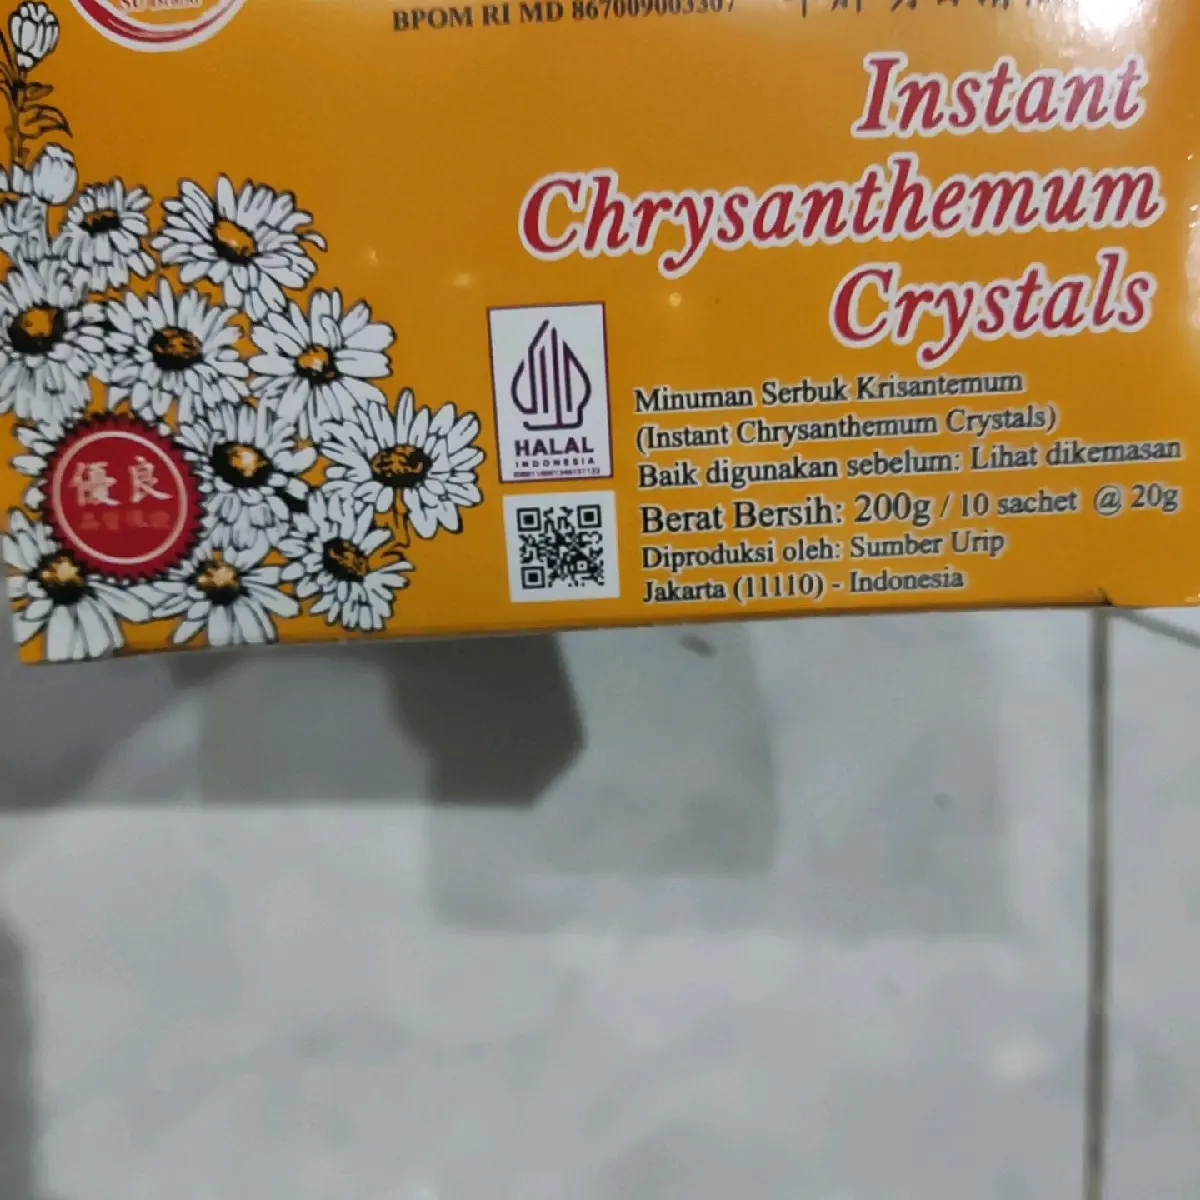 BPOM RI MD 867009003307
Instant
Chrysanthemum
Crystals
HALAL
INDONESIA
Minuman Serbuk Krisantemum
(Instant Chrysanthemum Crystals)
Baik digunakan sebelum: Lihat dikemasan
Berat Bersih: 200g / 10 sachet @ 20g
Diproduksi oleh: Sumber Urip
Jakarta (11110) - Indonesia
優良